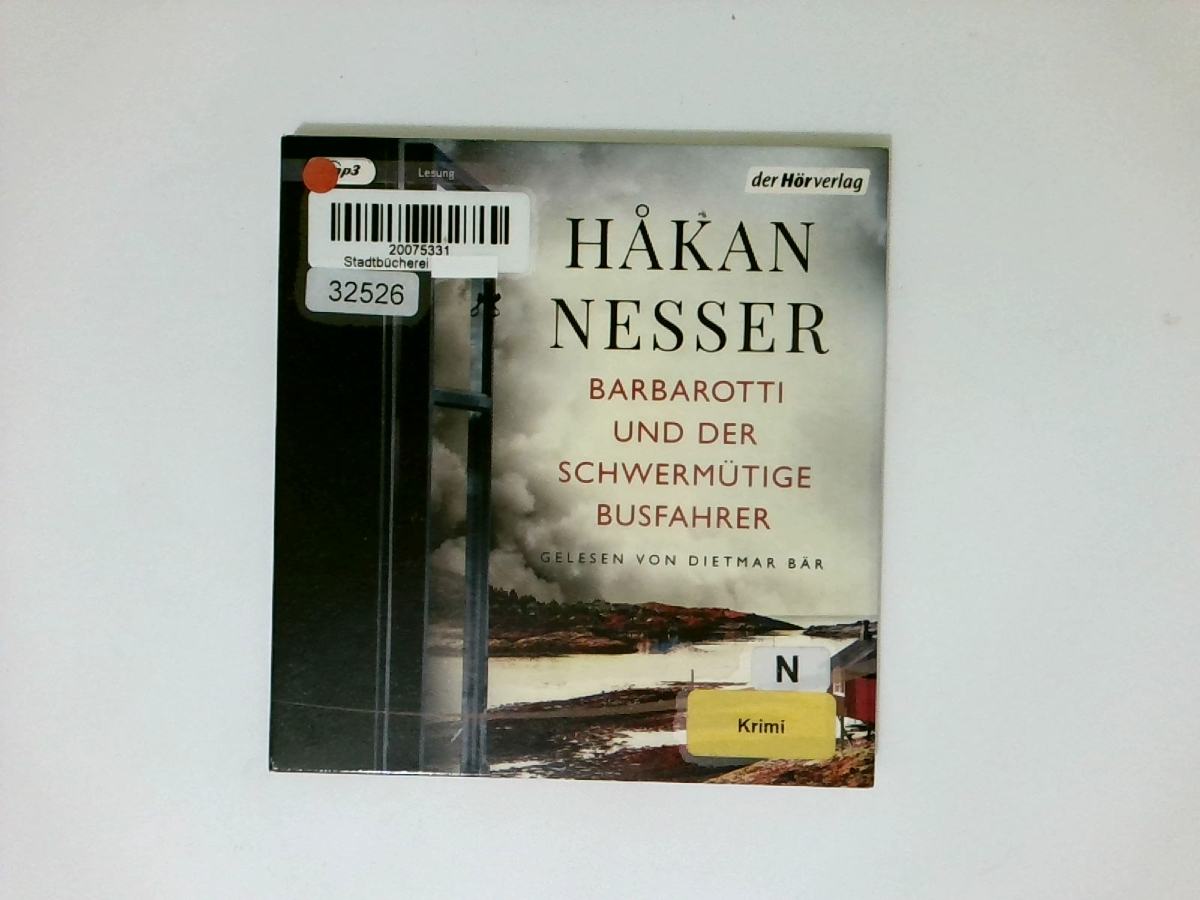 mp3
Lesung
der Hörverlag
20075331
Stadtbücherei
32526
HÅKAN
NESSER
BARBAROTTI
UND DER
SCHWERMÜTIGE
BUSFAHRER
GELESEN VON DIETMAR BÄR
N
Krimi